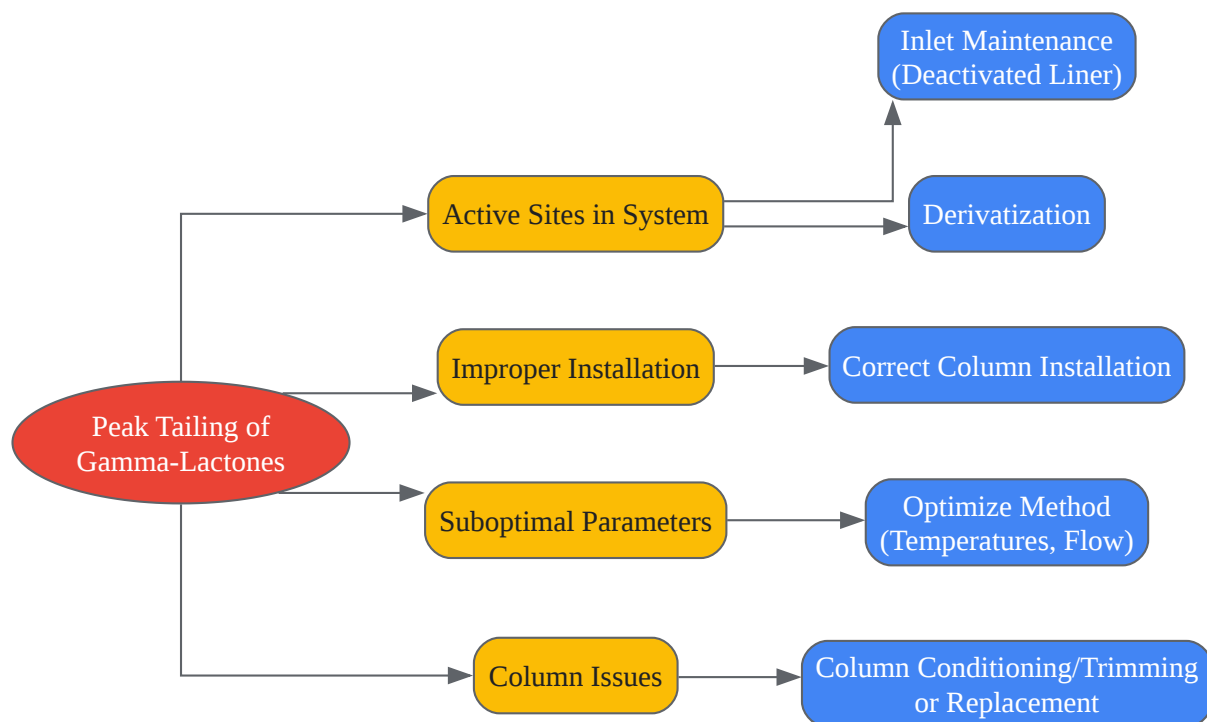 Inlet Maintenance
(Deactivated Liner)
Active Sites in System
Derivatization
Improper Installation
Correct Column Installation
Peak Tailing of
Gamma-Lactones
Suboptimal Parameters
Optimize Method
(Temperatures, Flow)
Column Issues
Column Conditioning/Trimming
or Replacement